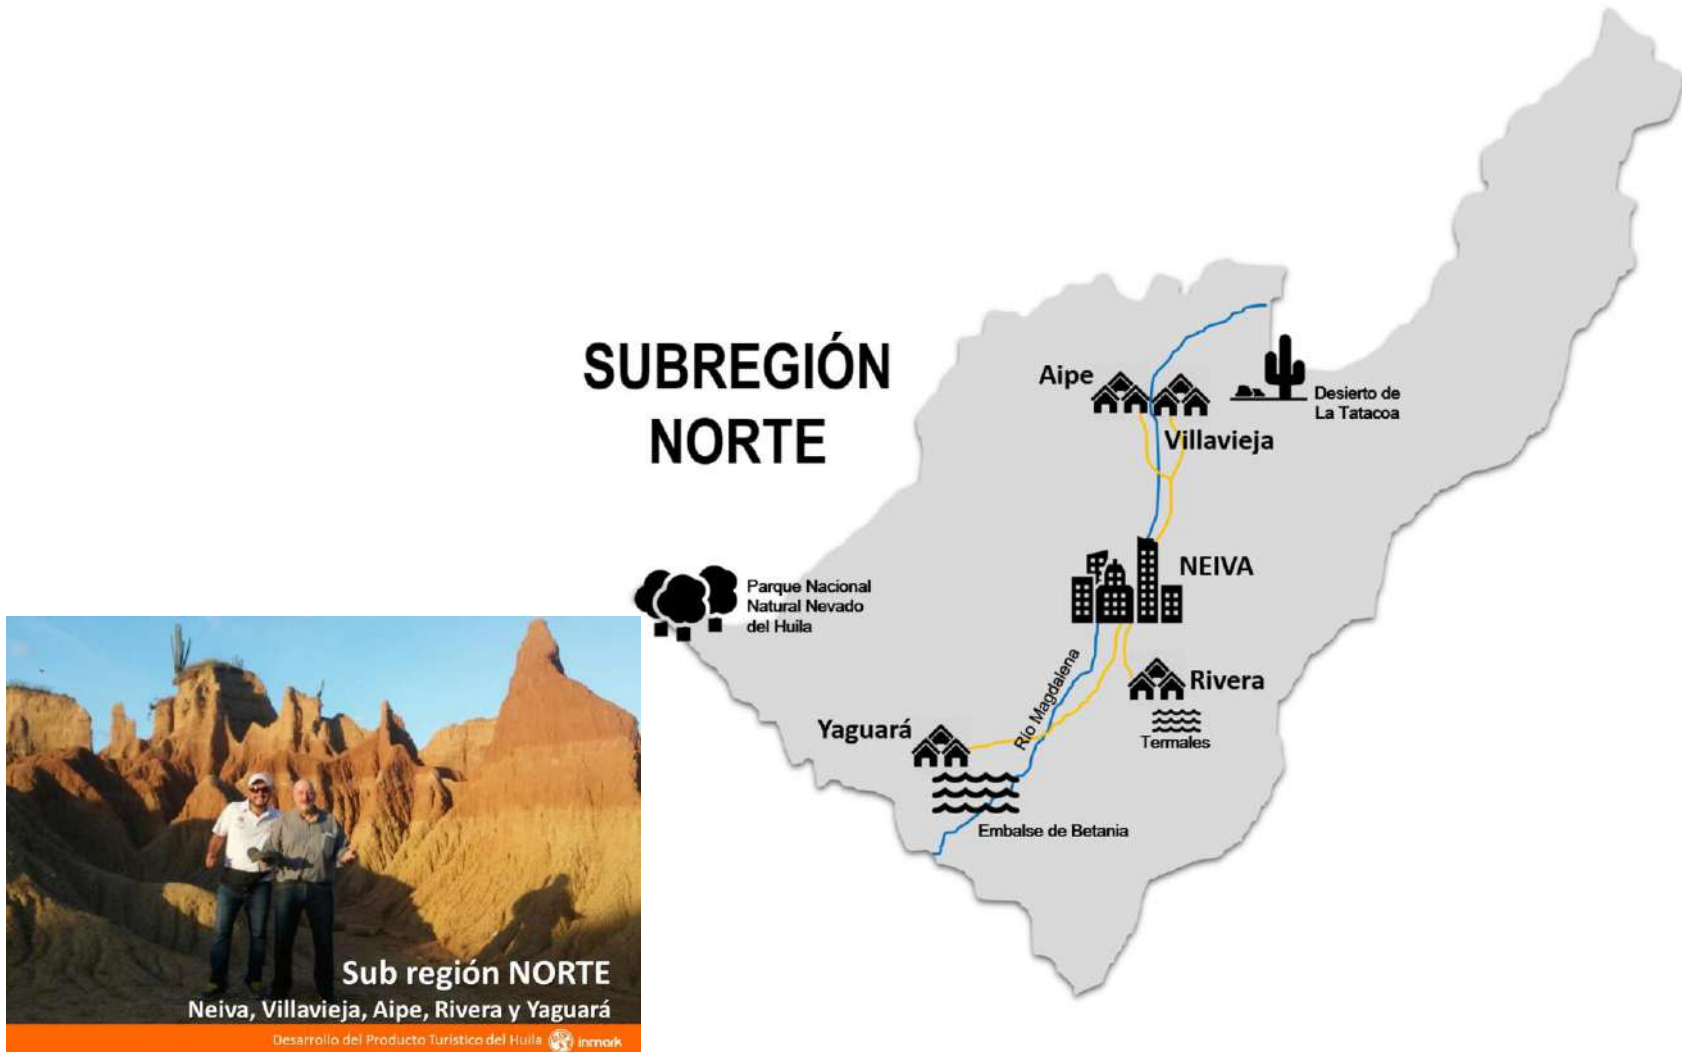 SUBREGIÓN
NORTE
Aipe
Desierto de
La Tatacoa
Villavieja
NEIVA
Parque Nacional
Natural Nevado
del Huila
Río Magdalena
Rivera
Termales
Yaguará
Embalse de Betania
Sub región NORTE
Neiva, Villavieja, Aipe, Rivera y Yaguará
Desarrollo del Producto Turístico del Huila inmark